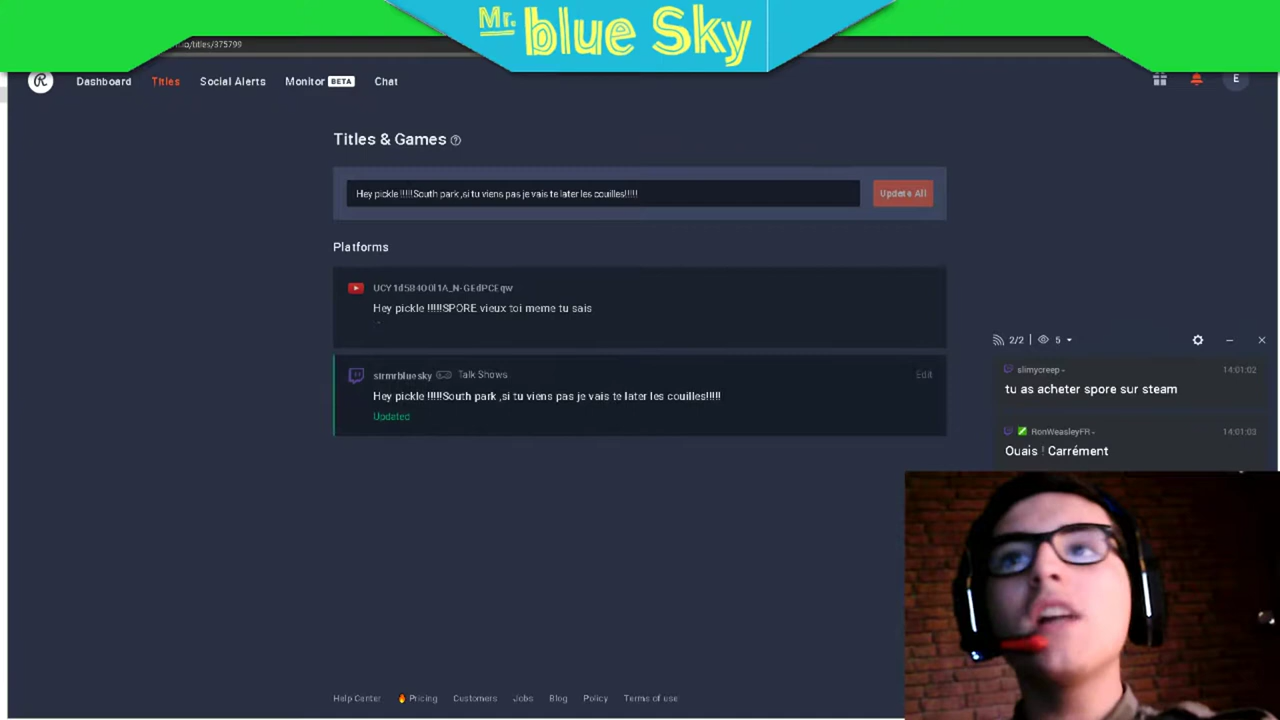 Mr. blue Sky
/titles/375799
R Dashboard Titles Social Alerts Monitor BETA Chat E
Titles & Games ?
Hey pickle !!!!!South park ,si tu viens pas je vais te later les couilles!!!!! Update All
Platforms
Hey pickle !!!!!SPORE vieux toi meme tu sais
sirmrbluesky Talk Shows Edit
Hey pickle !!!!!South park ,si tu viens pas je vais te later les couilles!!!!!
Updated
2/2 | 5
slimycreep 14:01:02
tu as acheter spore sur steam
RonWeasleyFR 14:01:03
Ouais ! Carrément
Help Center Pricing Customers Jobs Blog Policy Terms of use